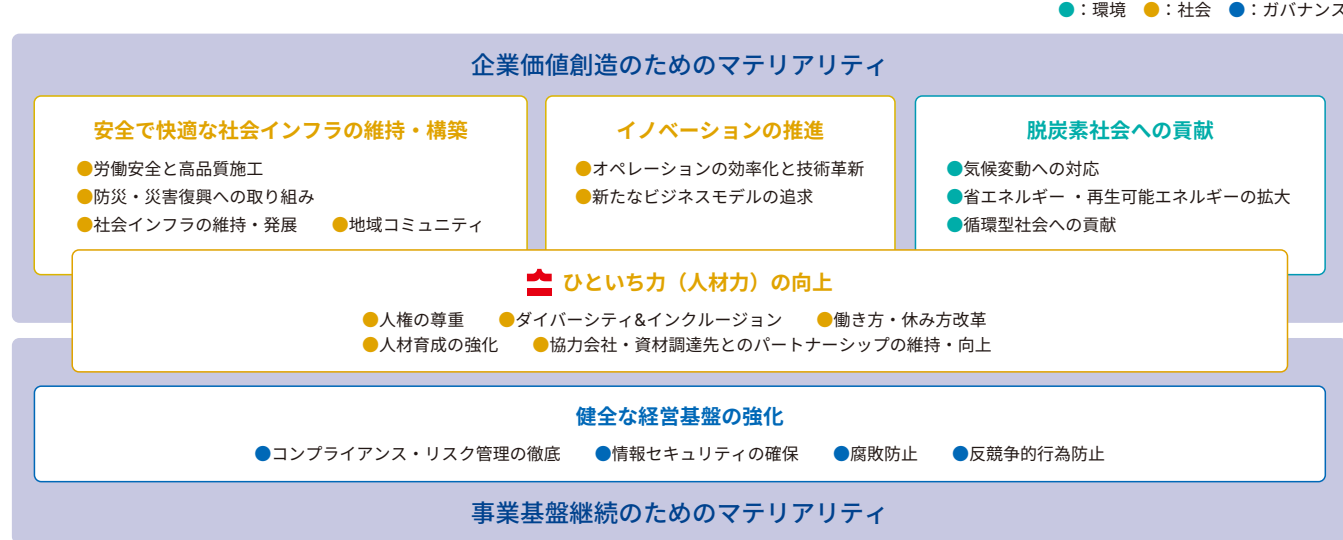 ●：環境 ●：社会 ●：ガバナンス
企業価値創造のためのマテリアリティ
安全で快適な社会インフラの維持・構築
●労働安全と高品質施工
●防災・災害復興への取り組み
●社会インフラの維持・発展 ●地域コミュニティ
イノベーションの推進
●オペレーションの効率化と技術革新
●新たなビジネスモデルの追求
脱炭素社会への貢献
●気候変動への対応
●省エネルギー・再生可能エネルギーの拡大
●循環型社会への貢献
ひといち力（人材力）の向上
●人権の尊重 ●ダイバーシティ&インクルージョン ●働き方・休み方改革
●人材育成の強化 ●協力会社・資材調達先とのパートナーシップの維持・向上
健全な経営基盤の強化
●コンプライアンス・リスク管理の徹底 ●情報セキュリティの確保 ●腐敗防止 ●反競争的行為防止
事業基盤継続のためのマテリアリティ